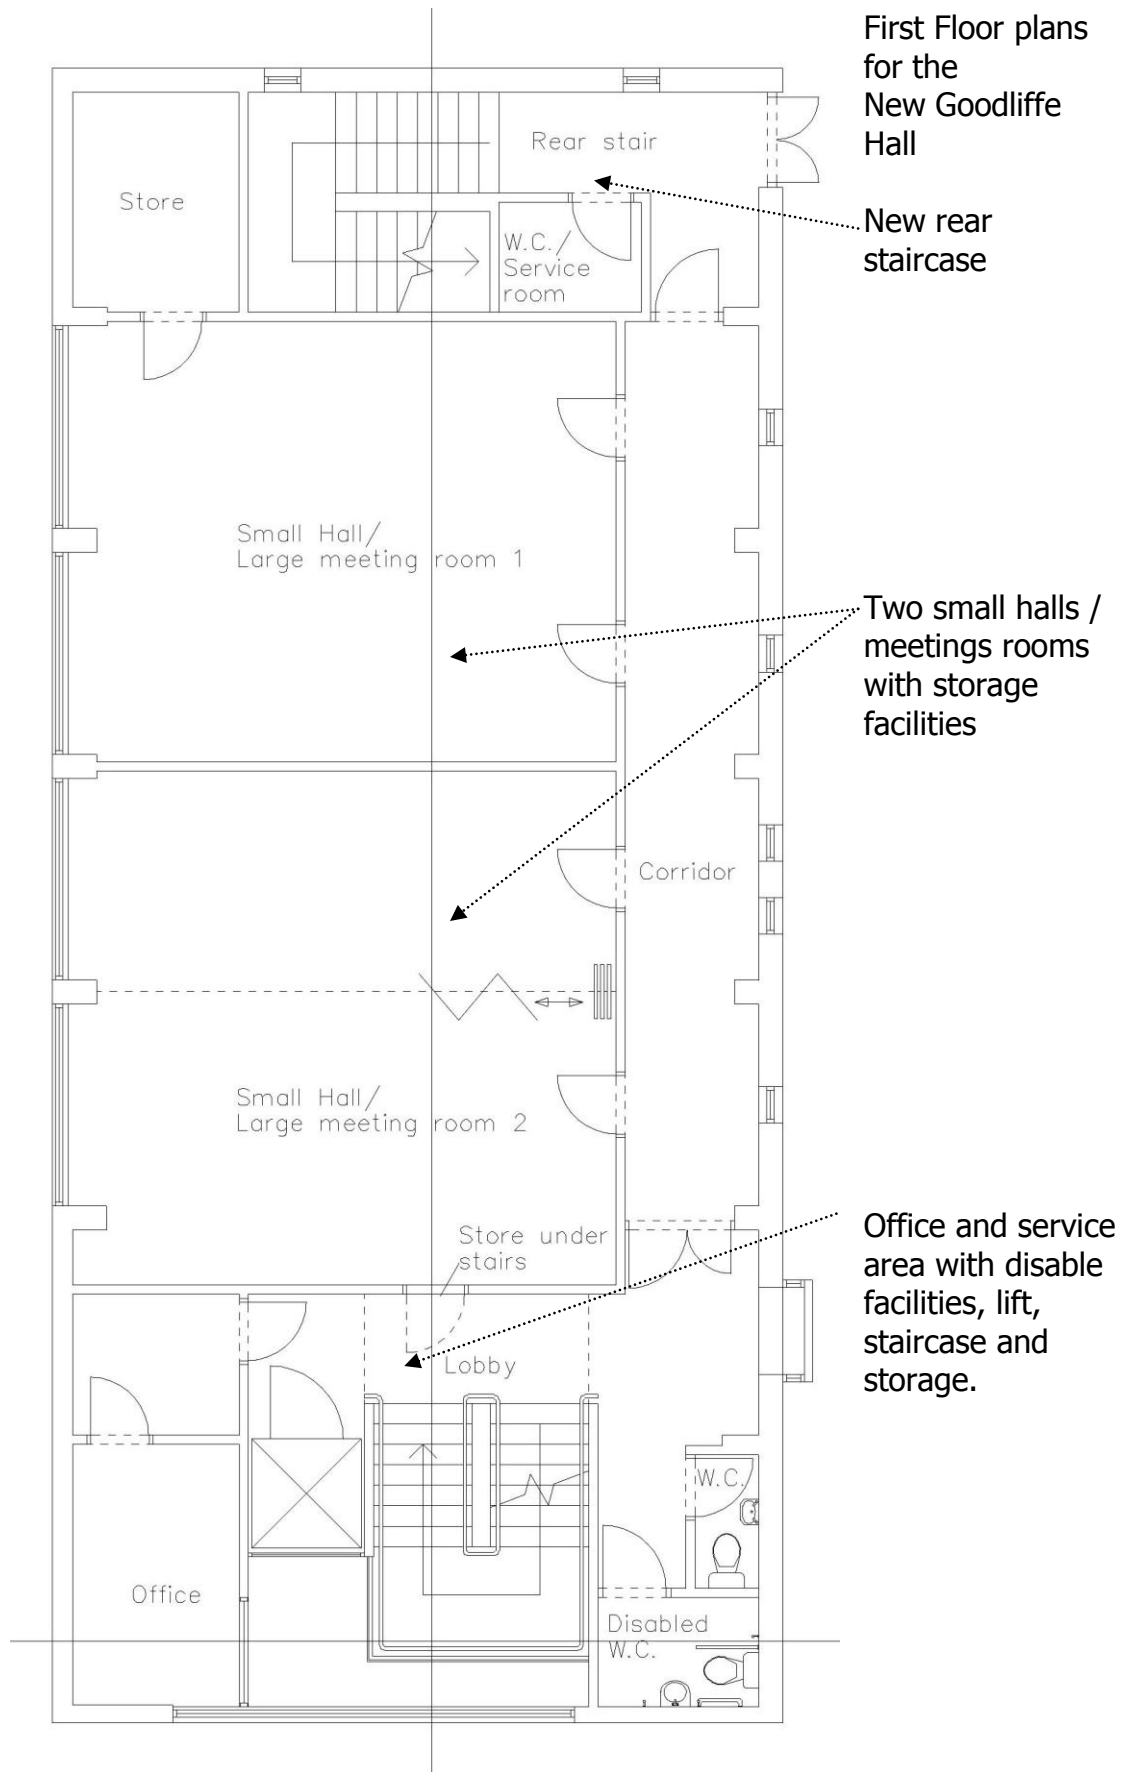 First Floor plans
for the
New Goodliffe
Hall
Rear stair
Store
New rear
staircase
W.C./
Service
room
Small Hall/
Large meeting room 1
Two small halls /
meetings rooms
with storage
facilities
Corridor
Small Hall/
Large meeting room 2
Store under
stairs
Office and service
area with disable
facilities, lift,
staircase and
storage.
Lobby
W.C.
Office
Disabled
W.C.